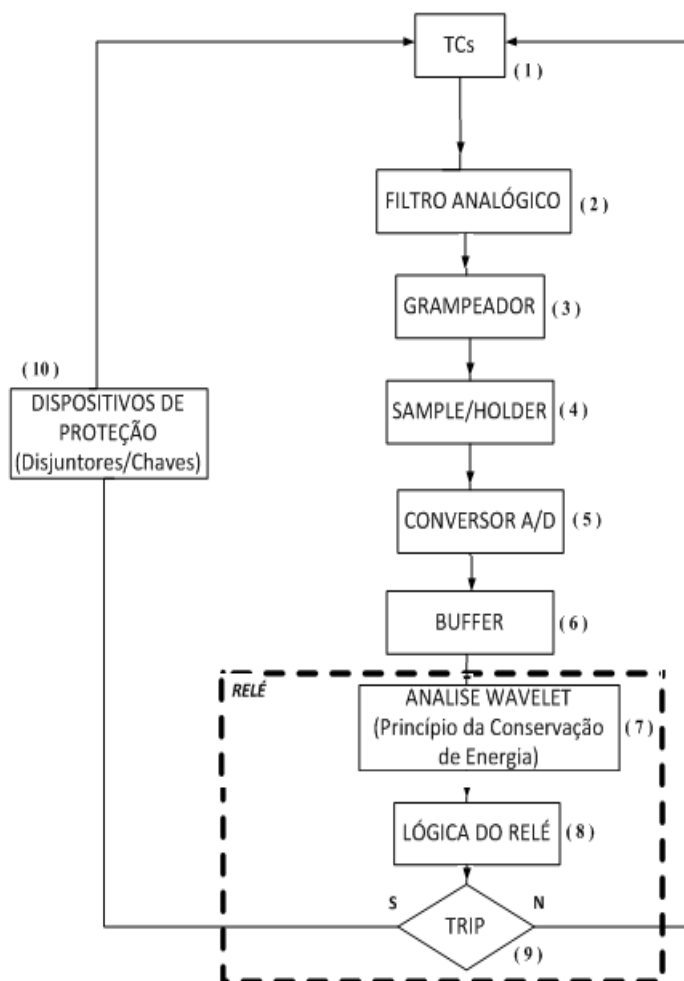 TCs
( 1 )
FILTRO ANALÓGICO
( 2 )
GRAMPEADOR
( 3 )
( 10 )
DISPOSITIVOS DE
PROTEÇÃO
(Disjuntores/Chaves)
SAMPLE/HOLDER
( 4 )
CONVERSOR A/D
( 5 )
BUFFER
( 6 )
RELÉ
ANALISE WAVELET
(Princípio da Conservação
de Energia)
( 7 )
LÓGICA DO RELÉ
( 8 )
S
N
TRIP
( 9 )